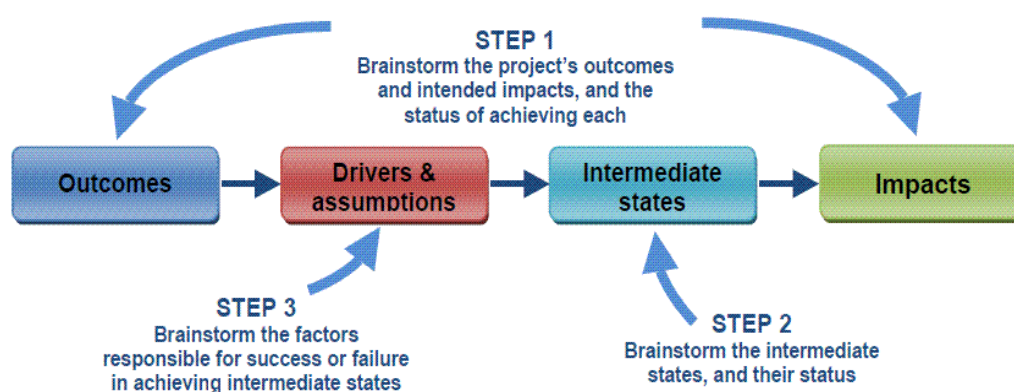 STEP 1
Brainstorm the project's outcomes
and intended impacts, and the
status of achieving each
Outcomes
Drivers &
assumptions
Intermediate
states
Impacts
STEP 3
Brainstorm the factors
responsible for success or failure
in achieving intermediate states
STEP 2
Brainstorm the intermediate
states, and their status